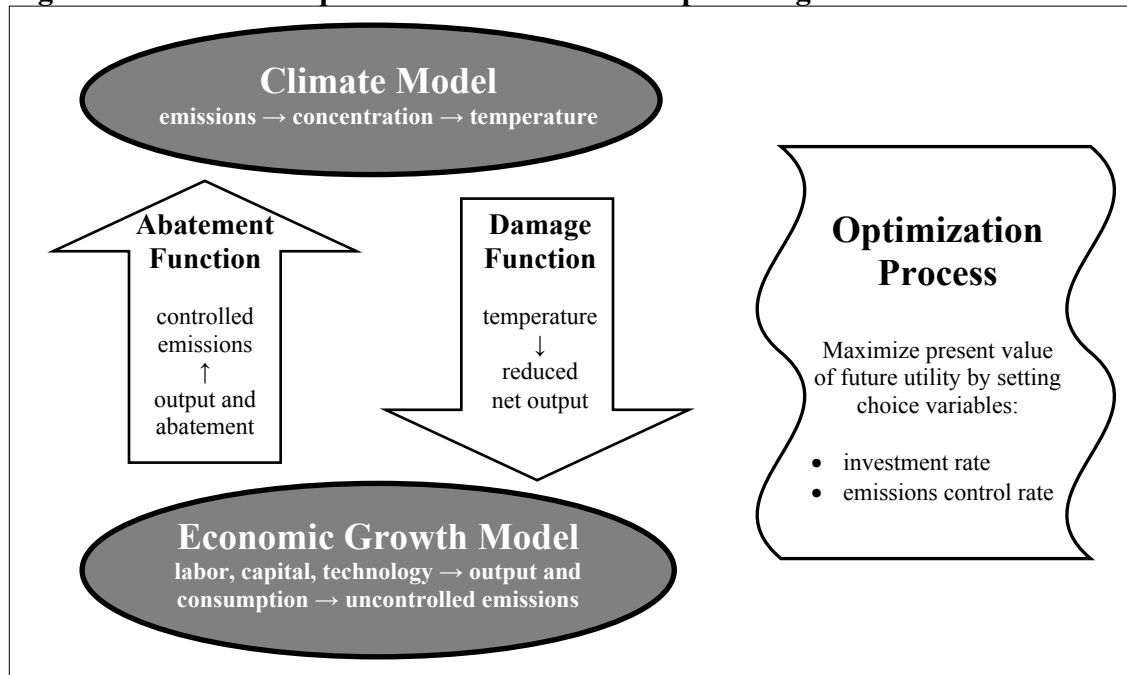 Climate Model
emissions → concentration → temperature
Abatement
Function
controlled
emissions
↑
output and
abatement
Damage
Function
temperature
↓
reduced
net output
Economic Growth Model
labor, capital, technology → output and
consumption → uncontrolled emissions
Optimization
Process
Maximize present value
of future utility by setting
choice variables:
• investment rate
• emissions control rate